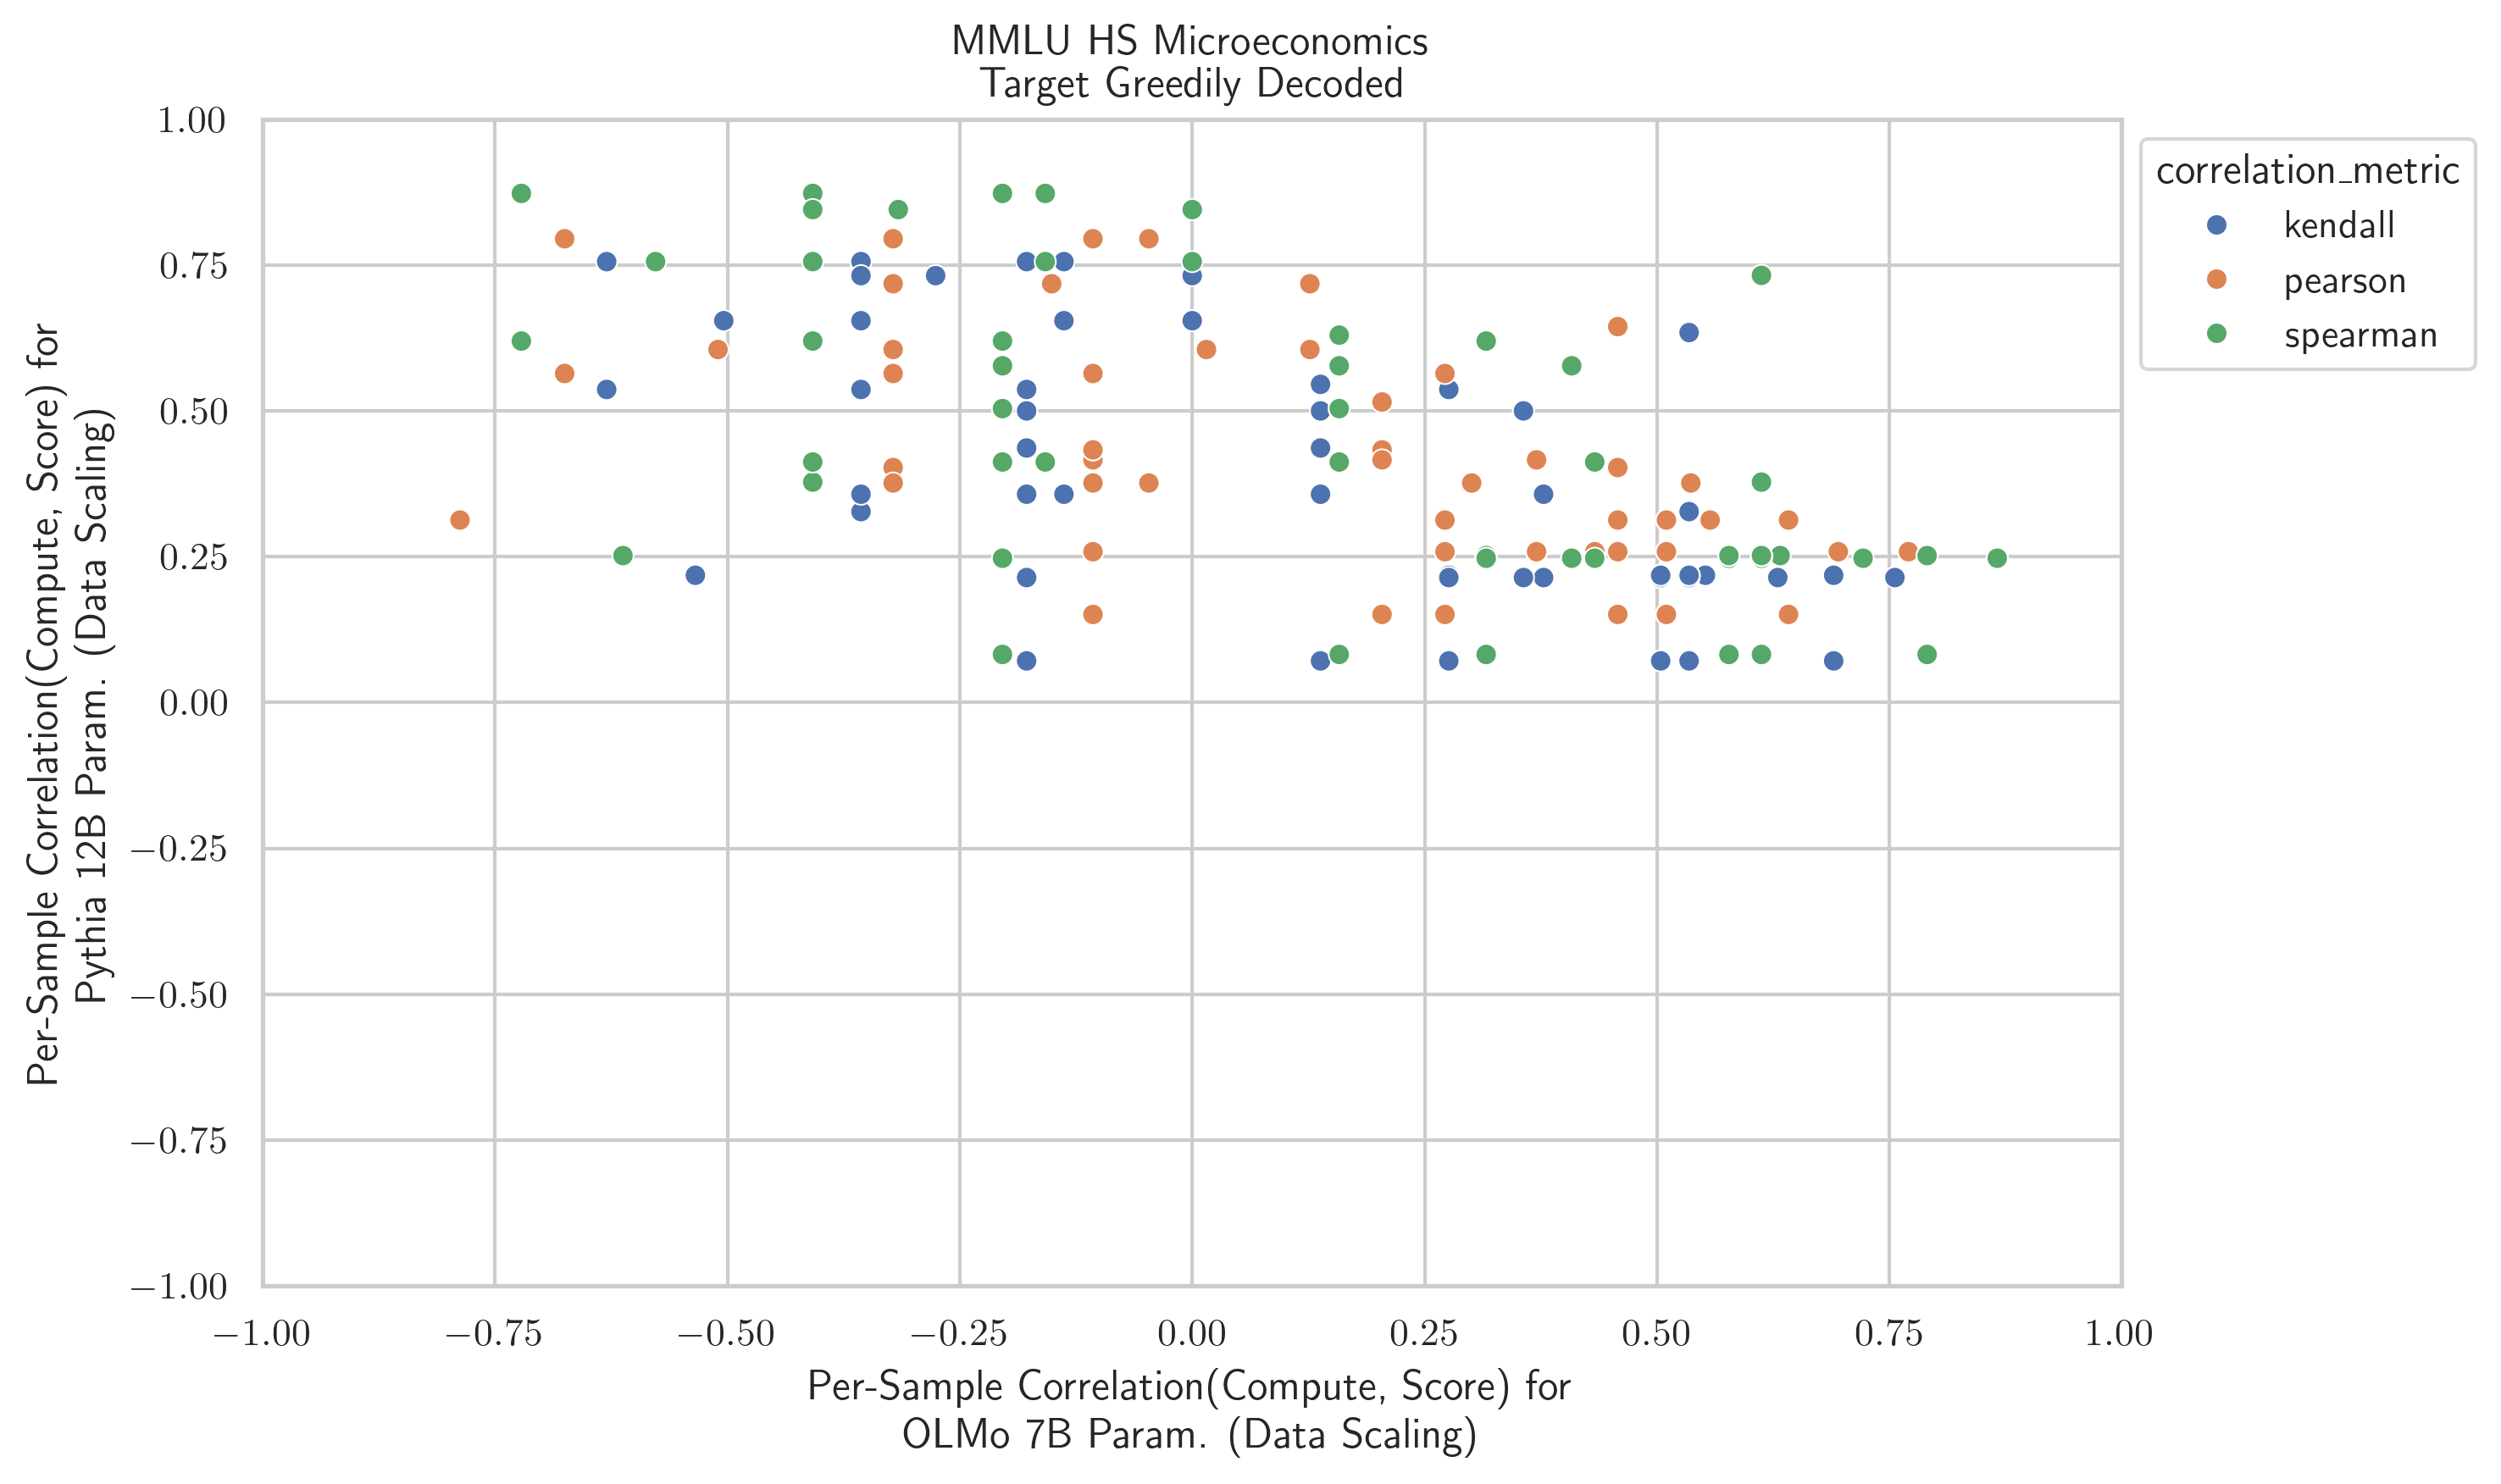 MMLU HS Microeconomics
Target Greedily Decoded
Per-Sample Correlation(Compute, Score) for
Pythia 12B Param. (Data Scaling)
1.00
0.75
0.50
0.25
0.00
−0.25
−0.50
−0.75
−1.00
−1.00 −0.75 −0.50 −0.25 0.00 0.25 0.50 0.75 1.00
Per-Sample Correlation(Compute, Score) for
OLMo 7B Param. (Data Scaling)
correlation_metric
kendall
pearson
spearman